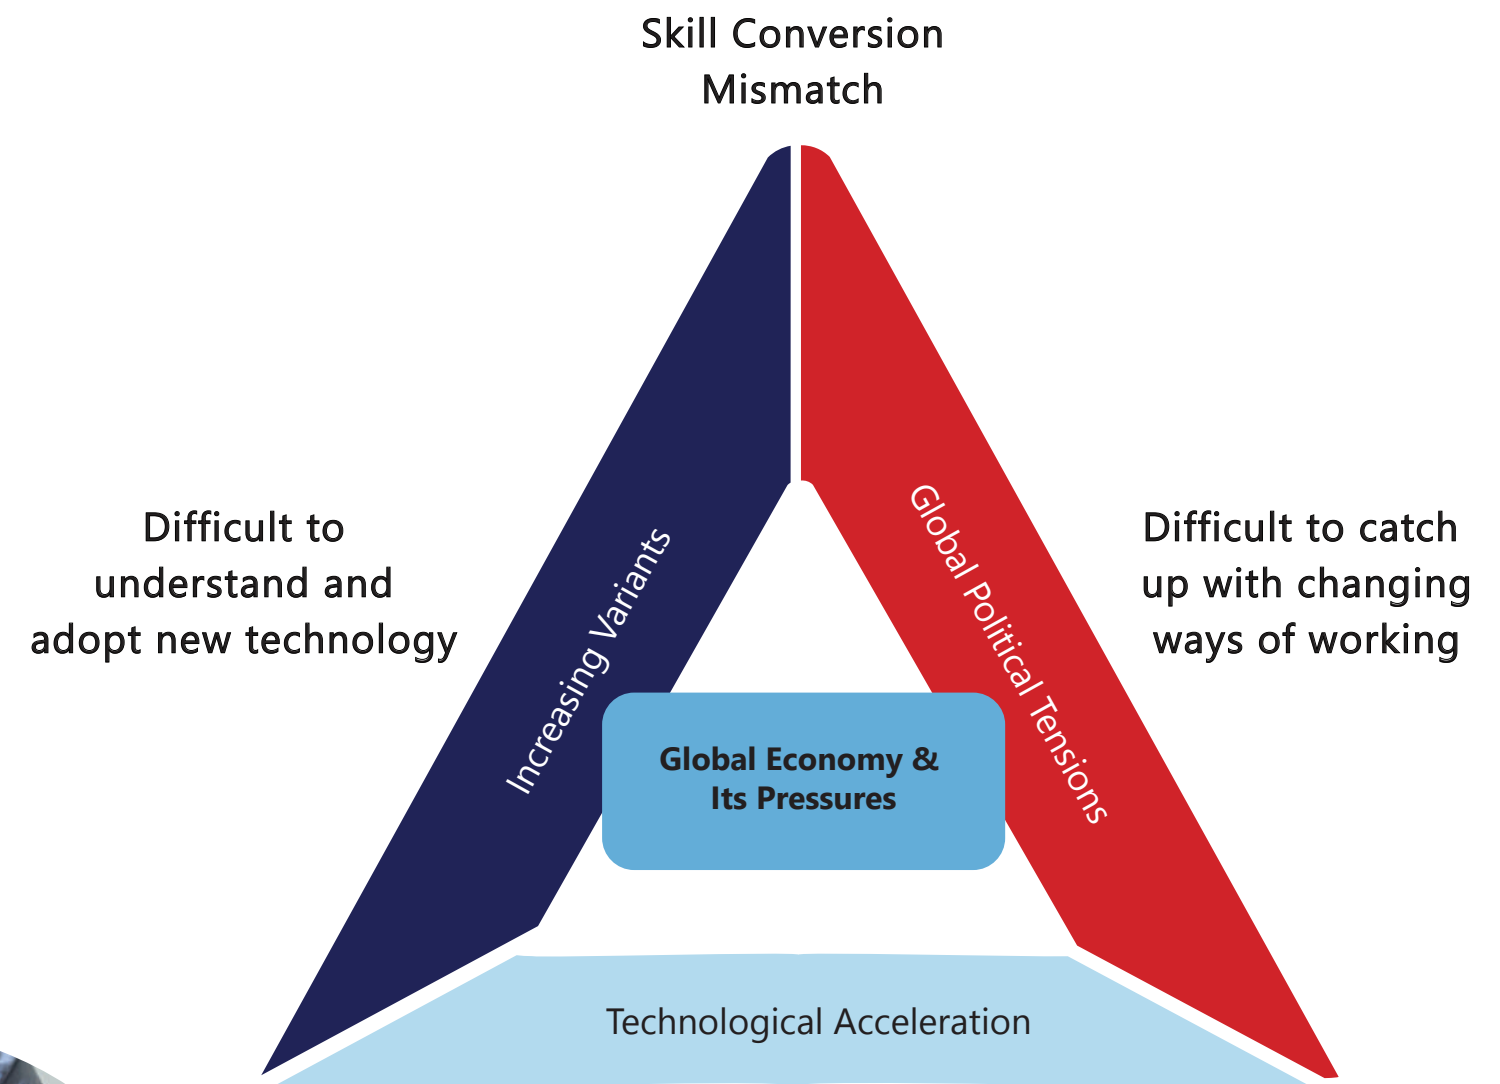 Skill Conversion
Mismatch
Difficult to
understand and
adopt new technology
Increasing Variants
Global Political Tensions
Difficult to catch
up with changing
ways of working
Global Economy &
Its Pressures
Technological Acceleration